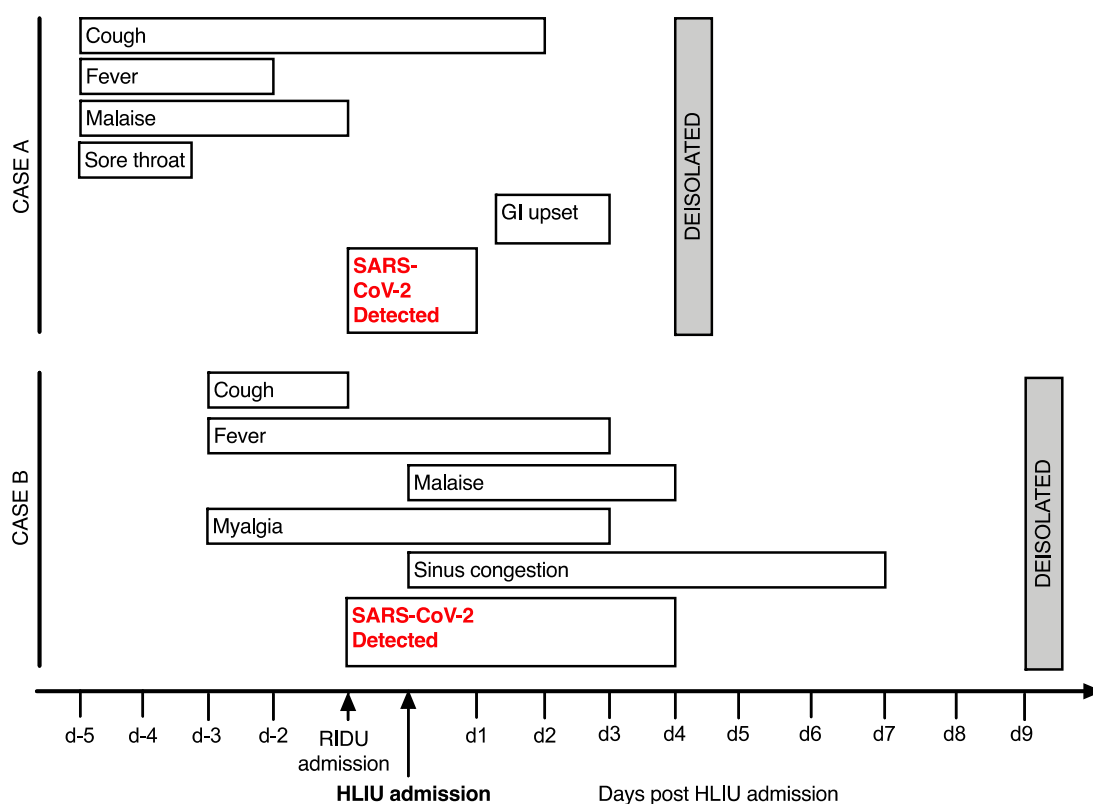 CASE A
Cough
Fever
Malaise
Sore throat
GI upset
SARS-
CoV-2
Detected
DEISOLATED
CASE B
Cough
Fever
Malaise
Myalgia
Sinus congestion
SARS-CoV-2
Detected
DEISOLATED
d-5 d-4 d-3 d-2 RIDU d1 d2 d3 d4 d5 d6 d7 d8 d9
admission
HLIU admission Days post HLIU admission